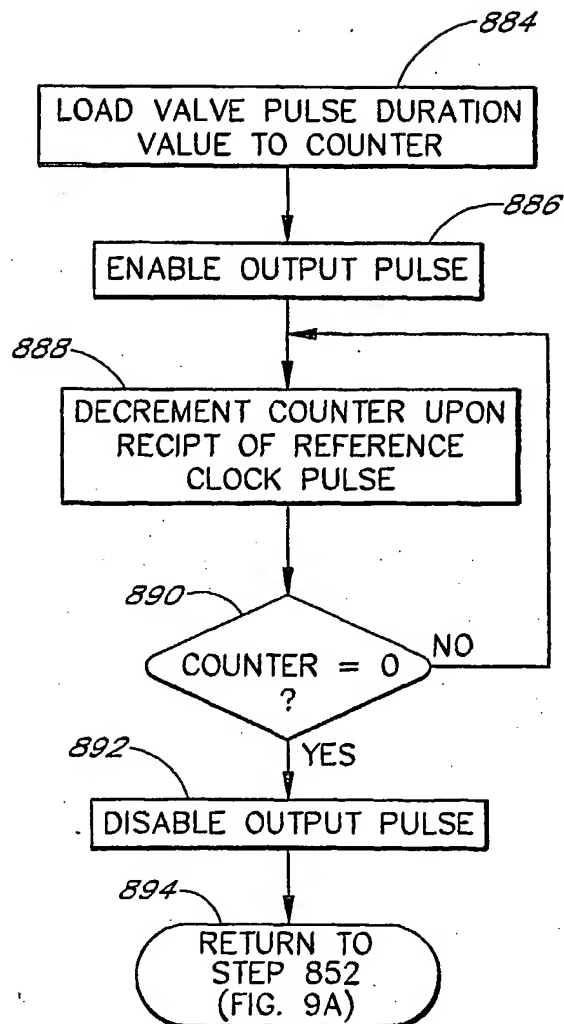 884
LOAD VALVE PULSE DURATION
VALUE TO COUNTER
886
ENABLE OUTPUT PULSE
888
DECREMENT COUNTER UPON
RECIPT OF REFERENCE
CLOCK PULSE
890
COUNTER = 0
?
NO
YES
892
DISABLE OUTPUT PULSE
894
RETURN TO
STEP 852
(FIG. 9A)